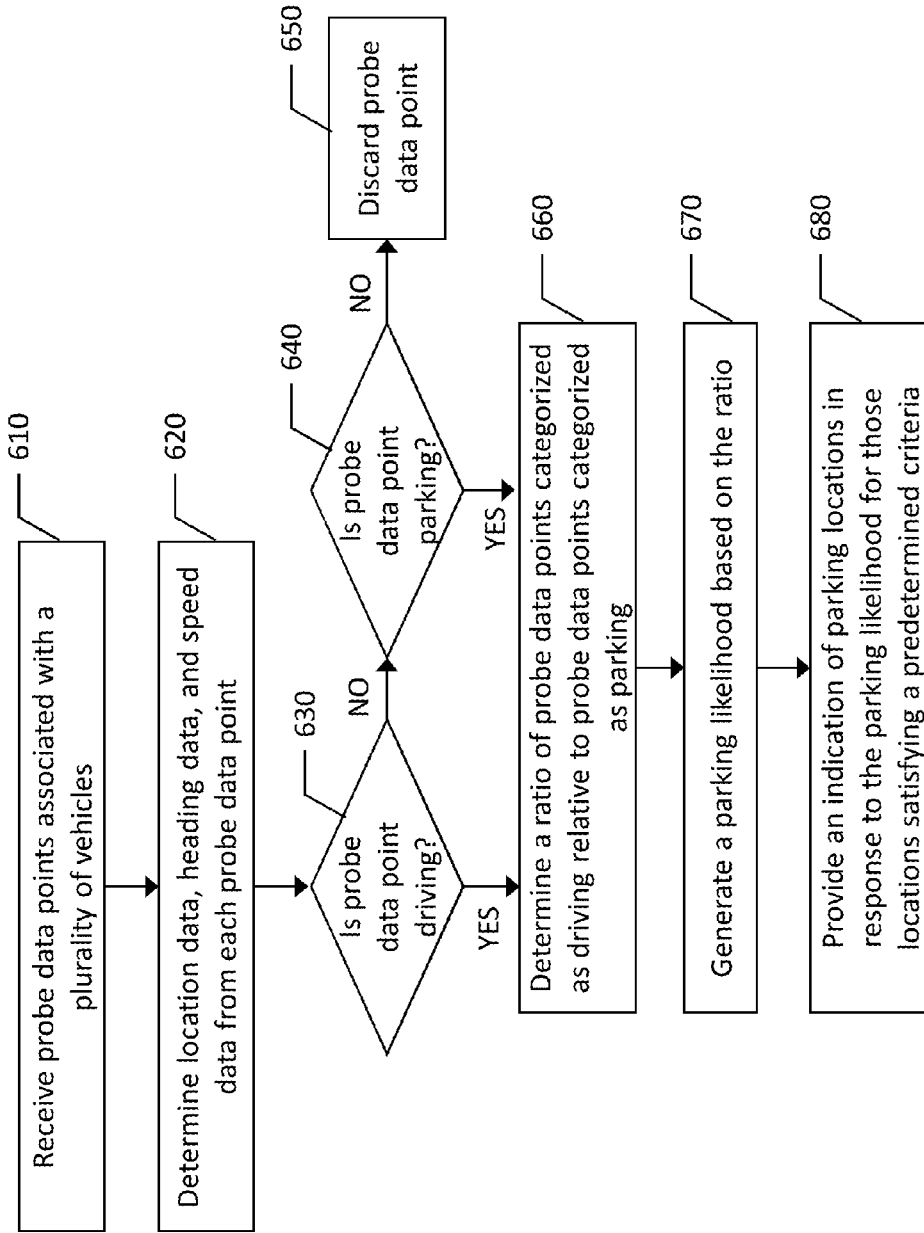 610
Receive probe data points associated with a
plurality of vehicles
620
Determine location data, heading data, and speed
data from each probe data point
630
Is probe
data point
driving?
NO
YES
640
Is probe
data point
parking?
NO
YES
650
Discard probe
data point
660
Determine a ratio of probe data points categorized
as driving relative to probe data points categorized
as parking
670
Generate a parking likelihood based on the ratio
680
Provide an indication of parking locations in
response to the parking likelihood for those
locations satisfying a predetermined criteria